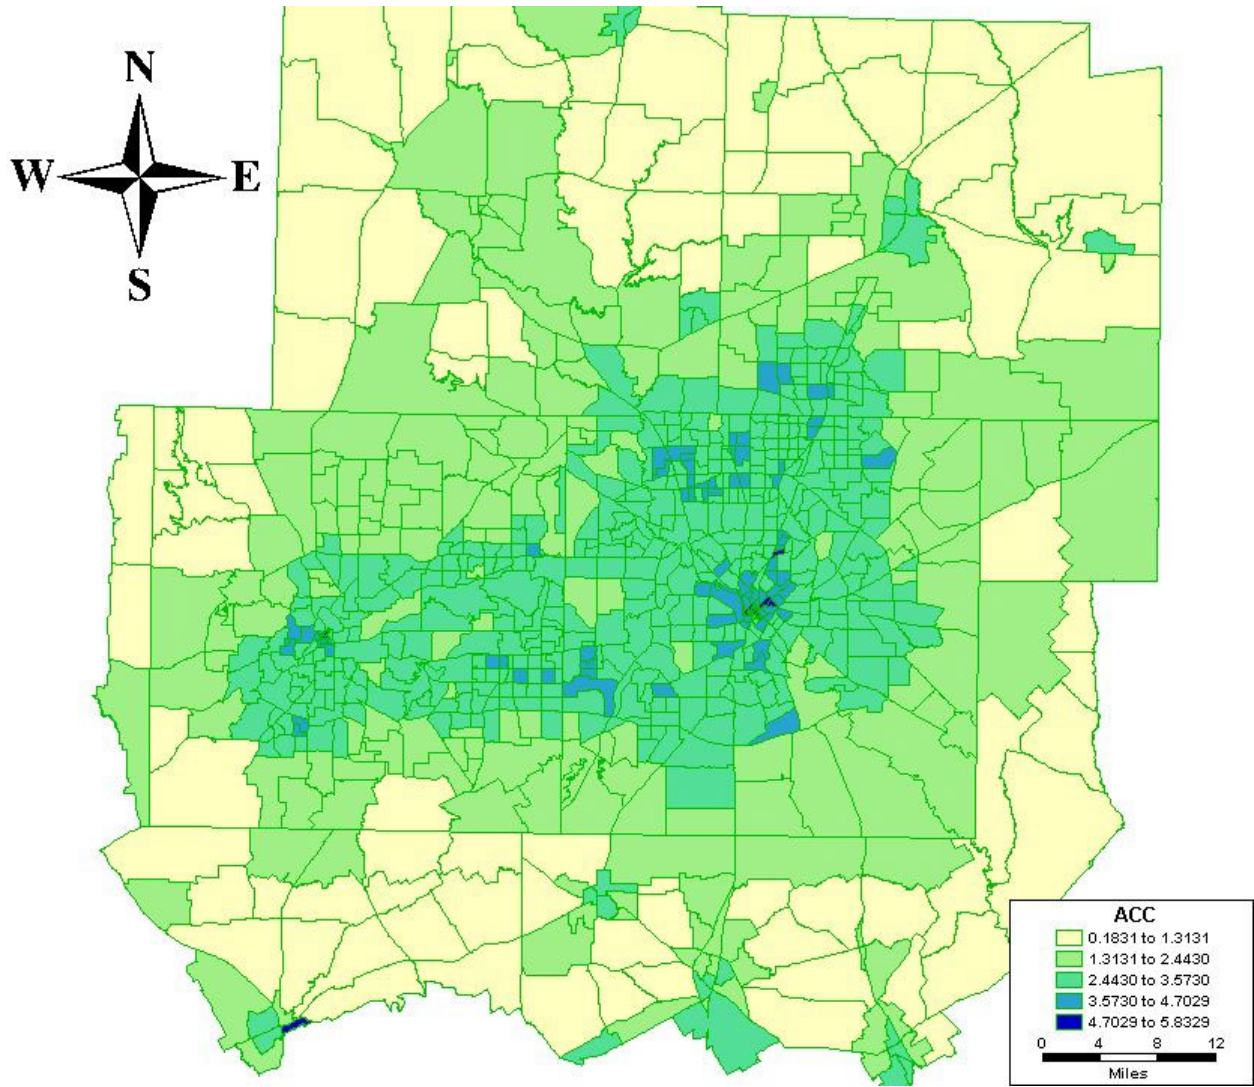 N
W E
S
ACC
0.1831 to 1.3131
1.3131 to 2.4430
2.4430 to 3.5730
3.5730 to 4.7029
4.7029 to 5.8329
0 4 8 12
Miles